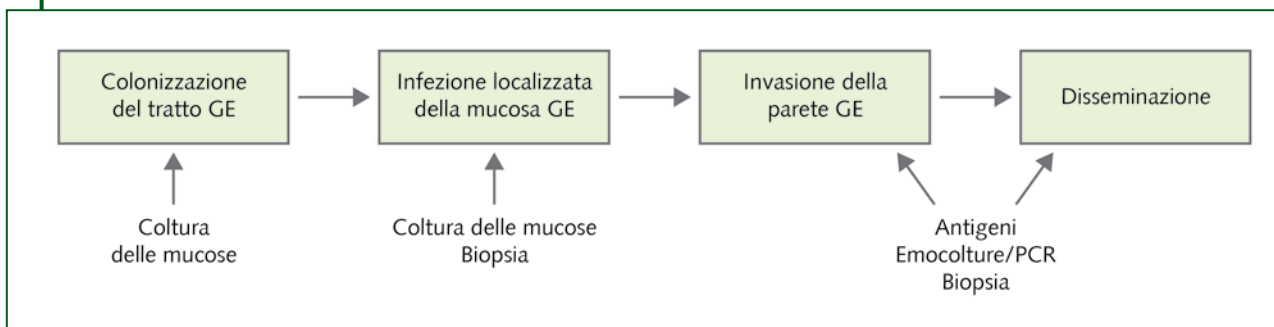 Colonizzazione
del tratto GE
Infezione localizzata
della mucosa GE
Invasione della
parete GE
Disseminazione
Coltura
delle mucose
Coltura delle mucose
Biopsia
Antigeni
Emocolture/PCR
Biopsia